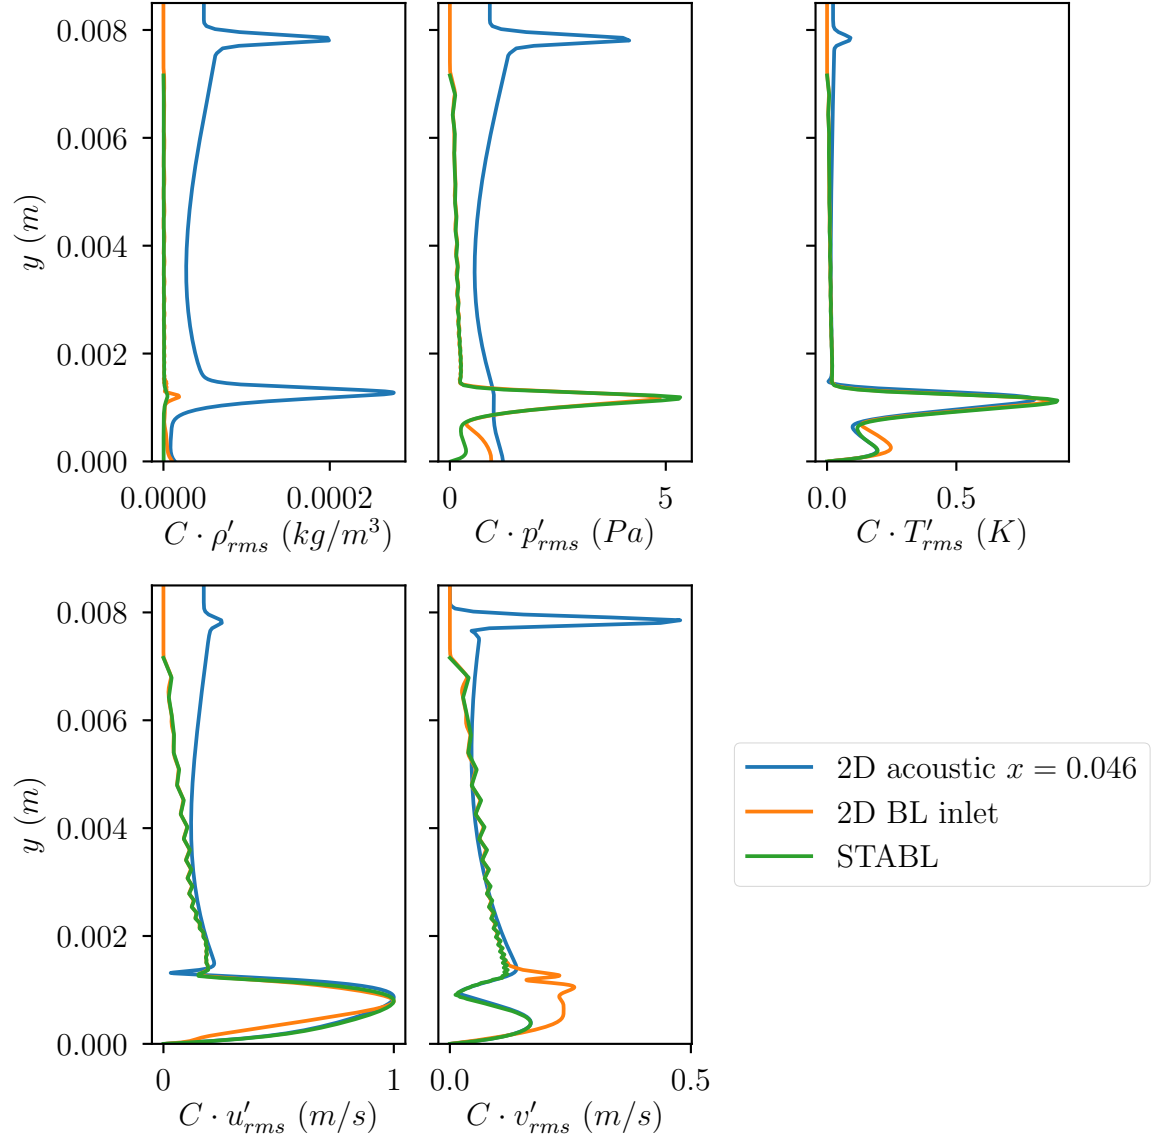 0.008
0.006
0.004
0.002
0.000
y (m)
0.0000 0.0002
0 5
0.0 0.5
C · ρ′rms (kg/m³)
C · p′rms (Pa)
C · T′rms (K)
0.008
0.006
0.004
0.002
0.000
y (m)
0 1
0.0 0.5
C · u′rms (m/s)
C · v′rms (m/s)
2D acoustic x = 0.046
2D BL inlet
STABL